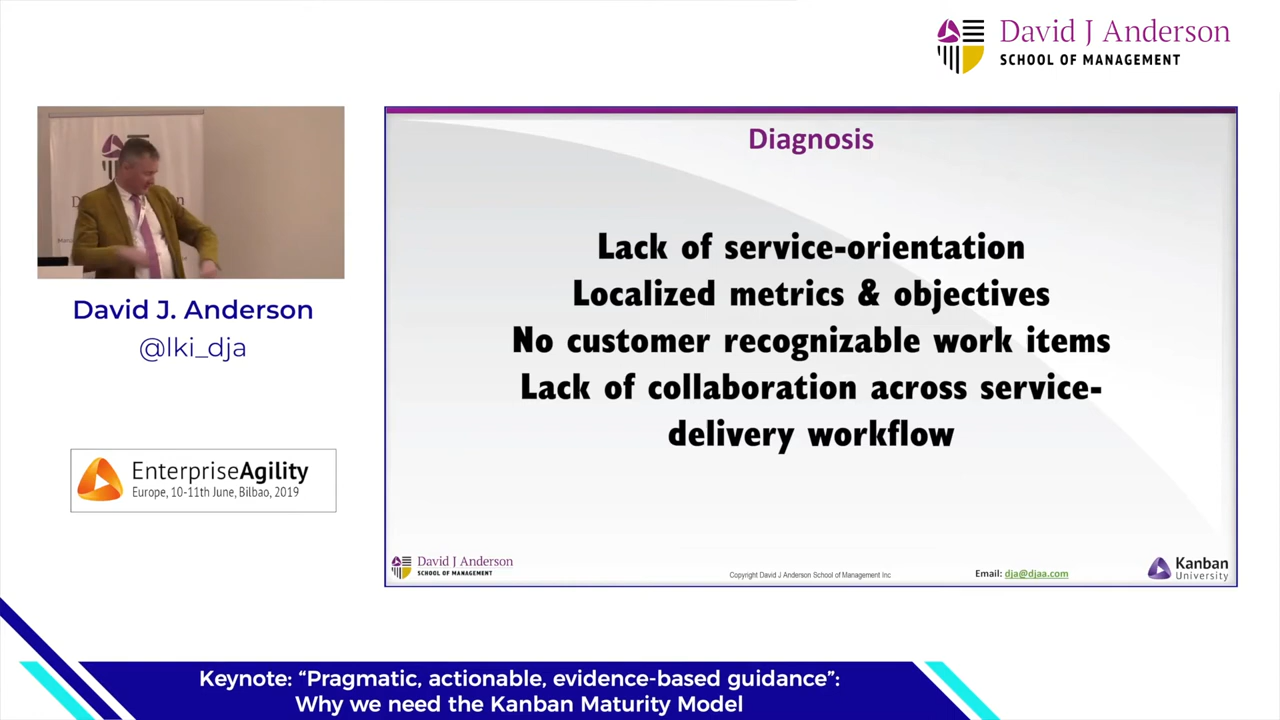 David J Anderson
SCHOOL OF MANAGEMENT
David J. Anderson
@lki_dja
EnterpriseAgility
Europe, 10-11th June, Bilbao, 2019
Diagnosis
Lack of service-orientation
Localized metrics & objectives
No customer recognizable work items
Lack of collaboration across service-
delivery workflow
David J Anderson
SCHOOL OF MANAGEMENT
Copyright David J Anderson School of Management Inc
Email: dja@djaa.com
Kanban
University
Keynote: “Pragmatic, actionable, evidence-based guidance”:
Why we need the Kanban Maturity Model